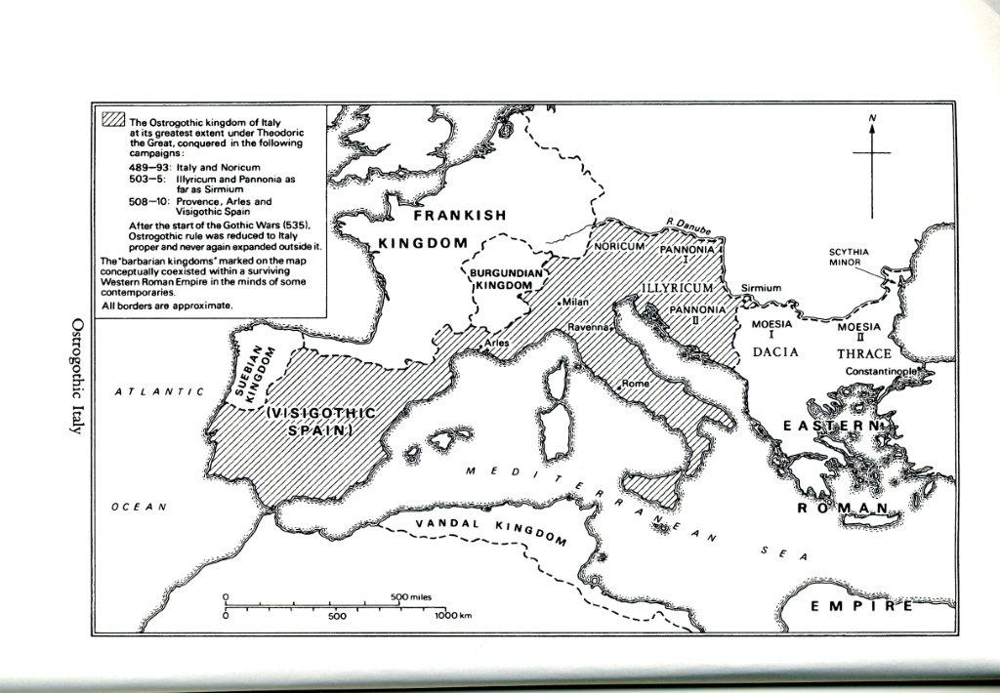 The Ostrogothic kingdom of Italy
at its greatest extent under Theodoric
the Great, conquered in the following
campaigns:
489—93: Italy and Noricum
503—5: Illyricum and Pannonia as
far as Sirmium
508—10: Provence, Arles and
Visigothic Spain
After the start of the Gothic Wars (535),
Ostrogothic rule was reduced to Italy
proper and never again expanded outside it.
The "barbarian kingdoms" marked on the map
conceptually coexisted within a surviving
Western Roman Empire in the minds of some
contemporaries.
All borders are approximate.
N
FRANKISH
KINGDOM
R. Danube
NORICUM
PANNONIA
I
SCYTHIA
MINOR
BURGUNDIAN
KINGDOM
ILLYRICUM
Sirmium
Milan
PANNONIA
II
MOESIA
I
MOESIA
II
Ravenna
Arles
DACIA
THRACE
SUEBIAN
KINGDOM
Rome
Constantinople
ATLANTIC
(VISIGOTHIC
SPAIN)
EASTERN
MEDITERRANEAN SEA
OCEAN
ROMAN
VANDAL KINGDOM
EMPIRE
0
500 miles
0
500
1000 km
Ostrogothic Italy